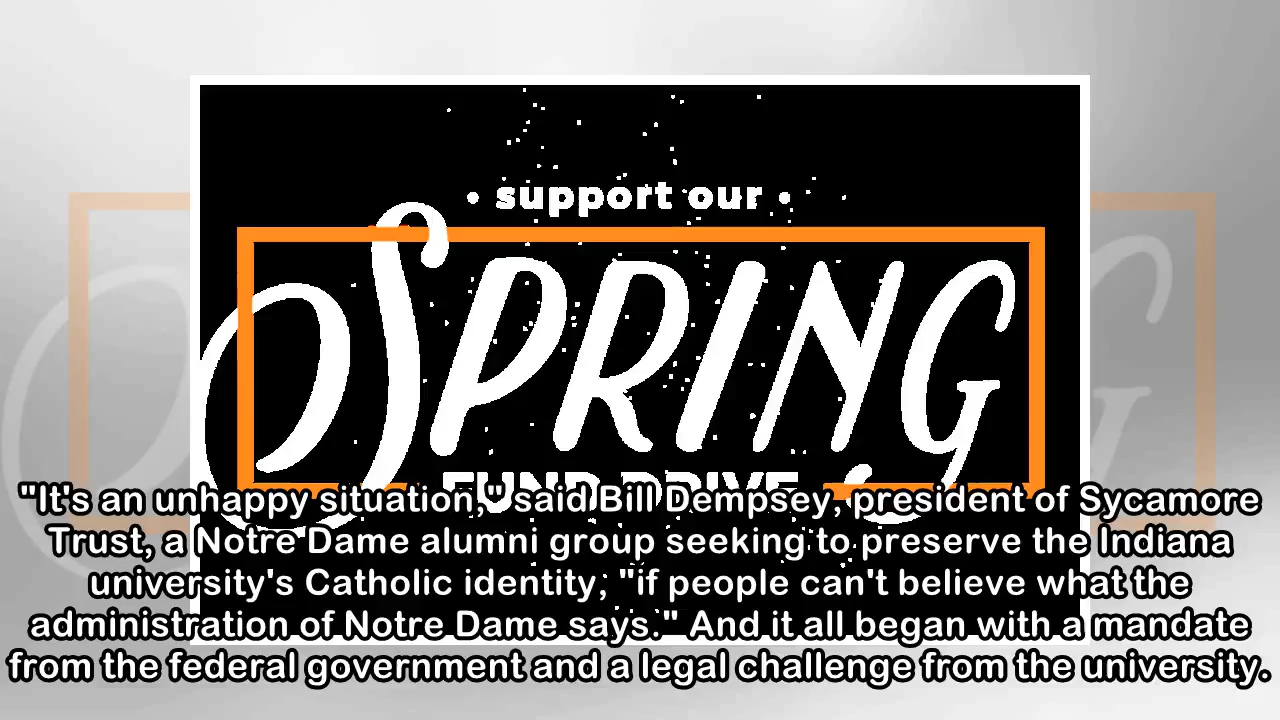 • support our •
SPRING
FUND DRIVE
"It's an unhappy situation," said Bill Dempsey, president of Sycamore
Trust, a Notre Dame alumni group seeking to preserve the Indiana
university's Catholic identity, "if people can't believe what the
administration of Notre Dame says." And it all began with a mandate
from the federal government and a legal challenge from the university.